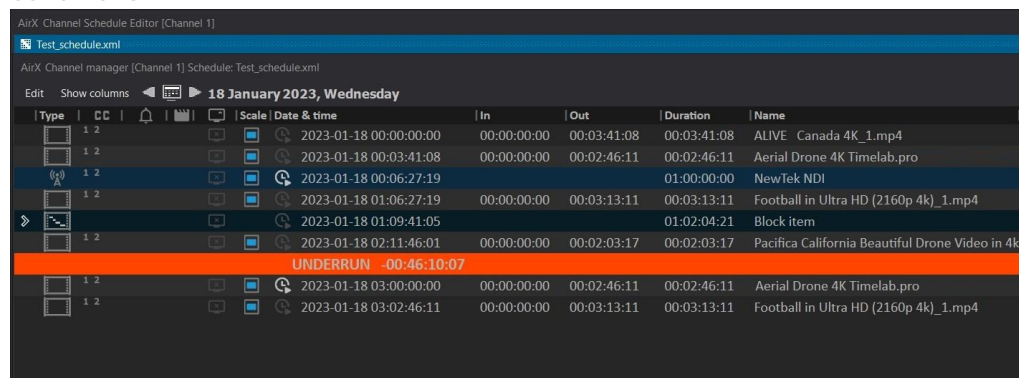 AirX Channel Schedule Editor [Channel 1]
Test_schedule.xml
AirX Channel manager [Channel 1] Schedule: Test_schedule.xml
Edit Show columns 18 January 2023, Wednesday
Type CC Scale Date & time In Out Duration Name
1 2 2023-01-18 00:00:00:00 00:00:00:00 00:03:41:08 00:03:41:08 ALIVE Canada 4K_1.mp4
1 2 2023-01-18 00:03:41:08 00:00:00:00 00:02:46:11 00:02:46:11 Aerial Drone 4K Timelab.pro
A 1 2 2023-01-18 00:06:27:19 01:00:00:00 NewTek NDI
1 2 2023-01-18 01:06:27:19 00:00:00:00 00:03:13:11 00:03:13:11 Football in Ultra HD (2160p 4k)_1.mp4
2023-01-18 01:09:41:05 01:02:04:21 Block item
1 2 2023-01-18 02:11:46:01 00:00:00:00 00:02:03:17 00:02:03:17 Pacifica California Beautiful Drone Video in 4k
UNDERRUN -00:46:10:07
1 2 2023-01-18 03:00:00:00 00:00:00:00 00:02:46:11 00:02:46:11 Aerial Drone 4K Timelab.pro
1 2 2023-01-18 03:02:46:11 00:00:00:00 00:03:13:11 00:03:13:11 Football in Ultra HD (2160p 4k)_1.mp4